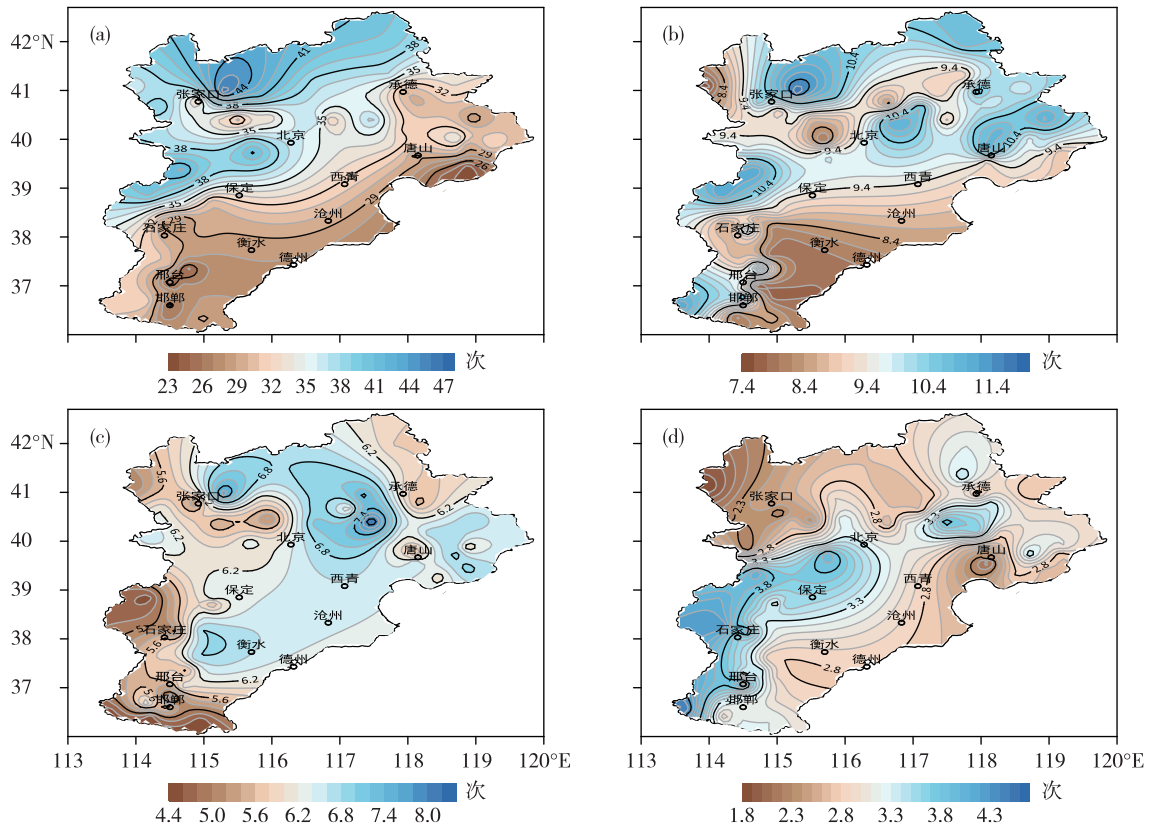 (a)
(b)
42°N
41
40
39
38
37
张家口
承德
北京
唐山
西青
保定
沧州
石家庄
衡水
德州
邢台
邯郸
41
38
44
35
38
32
35
35
38
38
35
29
29
26
29
张家口
承德
北京
唐山
西青
保定
沧州
石家庄
衡水
德州
邢台
邯郸
10.4
9.4
8.4
9.4
10.4
9.4
9.4
10.4
9.4
10.4
9.4
8.4
次
23 26 29 32 35 38 41 44 47
次
7.4 8.4 9.4 10.4 11.4
(c)
(d)
42°N
41
40
39
38
37
张家口
承德
北京
唐山
西青
保定
沧州
石家庄
衡水
德州
邢台
邯郸
5.6
6.8
6.2
7.4
6.2
6.2
6.8
6.2
5.6
6.2
5.6
张家口
承德
北京
唐山
西青
保定
沧州
石家庄
衡水
德州
邢台
邯郸
2.3
2.8
3.3
2.8
3.3
3.8
3.3
2.8
2.8
2.8
113 114 115 116 117 118 119 120°E
113 114 115 116 117 118 119 120°E
次
4.4 5.0 5.6 6.2 6.8 7.4 8.0
次
1.8 2.3 2.8 3.3 3.8 4.3